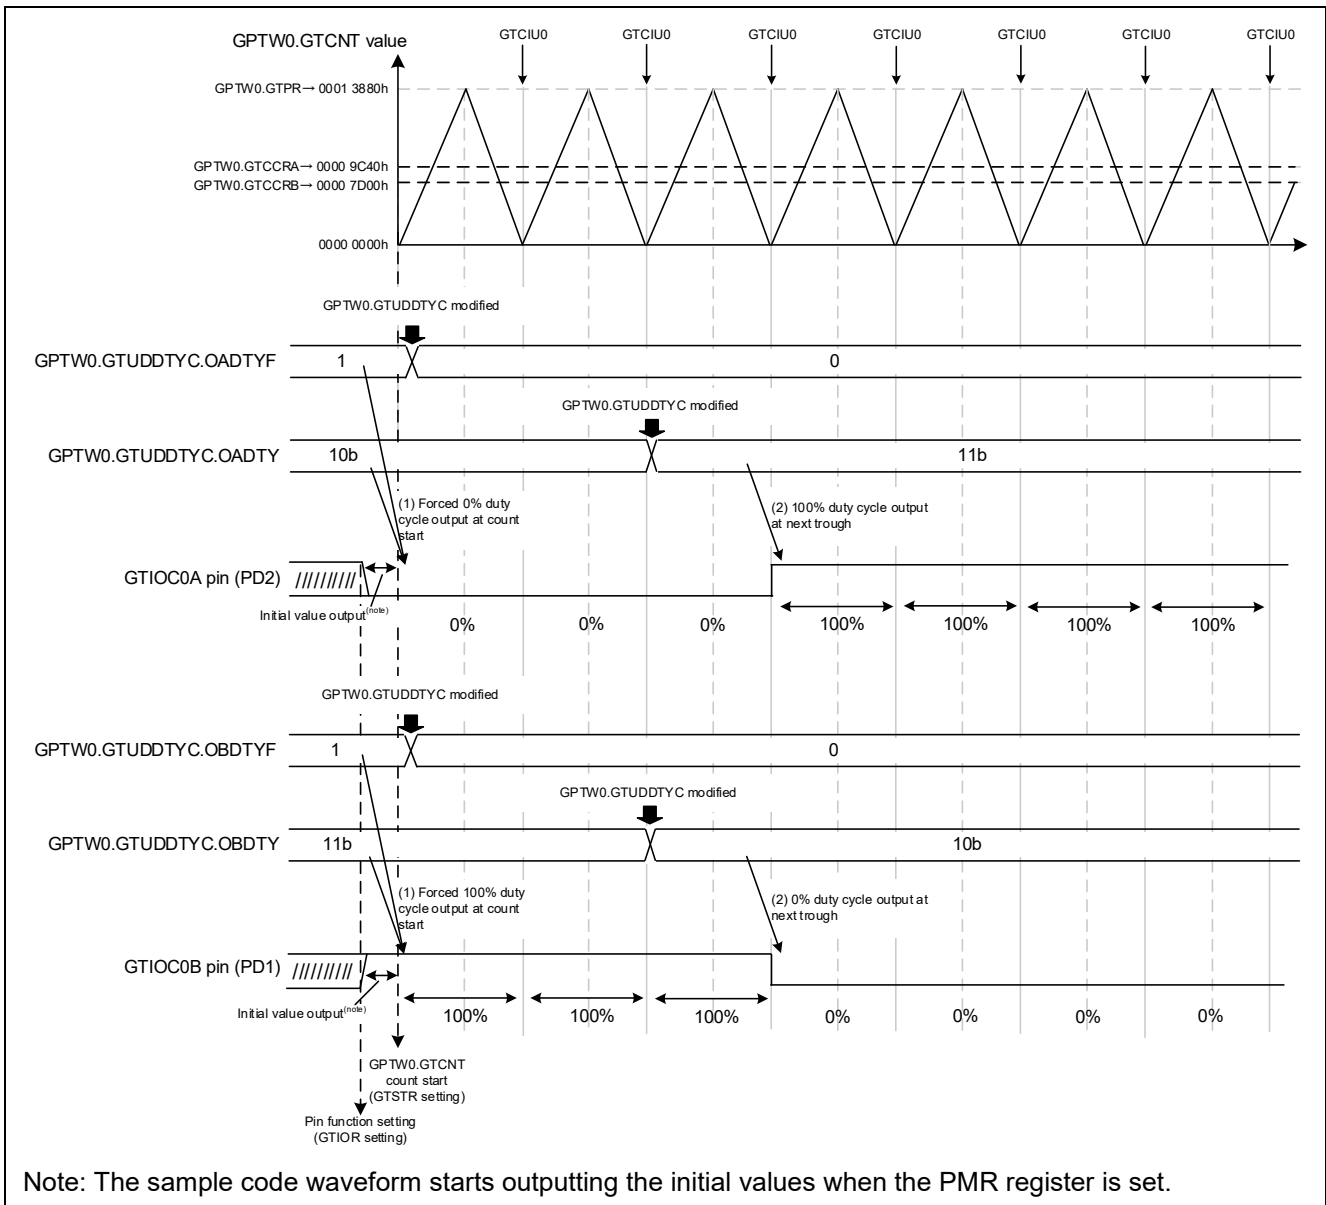 GPTW0.GTCNT value
GTCIU0 GTCIU0 GTCIU0 GTCIU0 GTCIU0 GTCIU0 GTCIU0
GPTW0.GTPR→ 0001 3880h
GPTW0.GTCCRA→ 0000 9C40h
GPTW0.GTCCRB→ 0000 7D00h
0000 0000h
GPTW0.GTUDDTYC modified
GPTW0.GTUDDTYC.OADTYF
1
0
GPTW0.GTUDDTYC modified
GPTW0.GTUDDTYC.OADTY
10b
11b
(1) Forced 0% duty
cycle output at count
start
(2) 100% duty cycle output
at next trough
GTIOC0A pin (PD2)
//////////
Initial value output(note)
0% 0% 0% 100% 100% 100% 100%
GPTW0.GTUDDTYC modified
GPTW0.GTUDDTYC.OBDTYF
1
0
GPTW0.GTUDDTYC modified
GPTW0.GTUDDTYC.OBDTY
11b
10b
(1) Forced 100% duty
cycle output at count
start
(2) 0% duty cycle output at
next trough
GTIOC0B pin (PD1)
//////////
Initial value output(note)
100% 100% 100% 0% 0% 0% 0%
GPTW0.GTCNT
count start
(GTSTR setting)
Pin function setting
(GTIOR setting)
Note: The sample code waveform starts outputting the initial values when the PMR register is set.